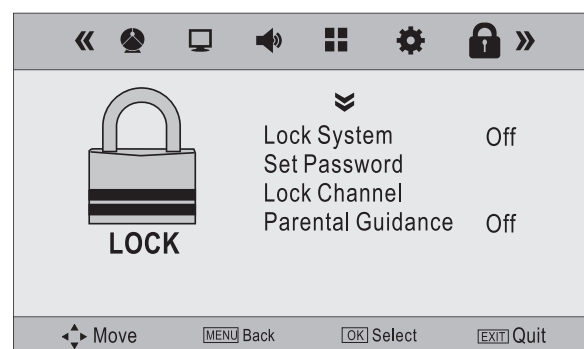 Lock System Off
Set Password
Lock Channel
Parental Guidance Off
LOCK
Move MENU Back OK Select EXIT Quit